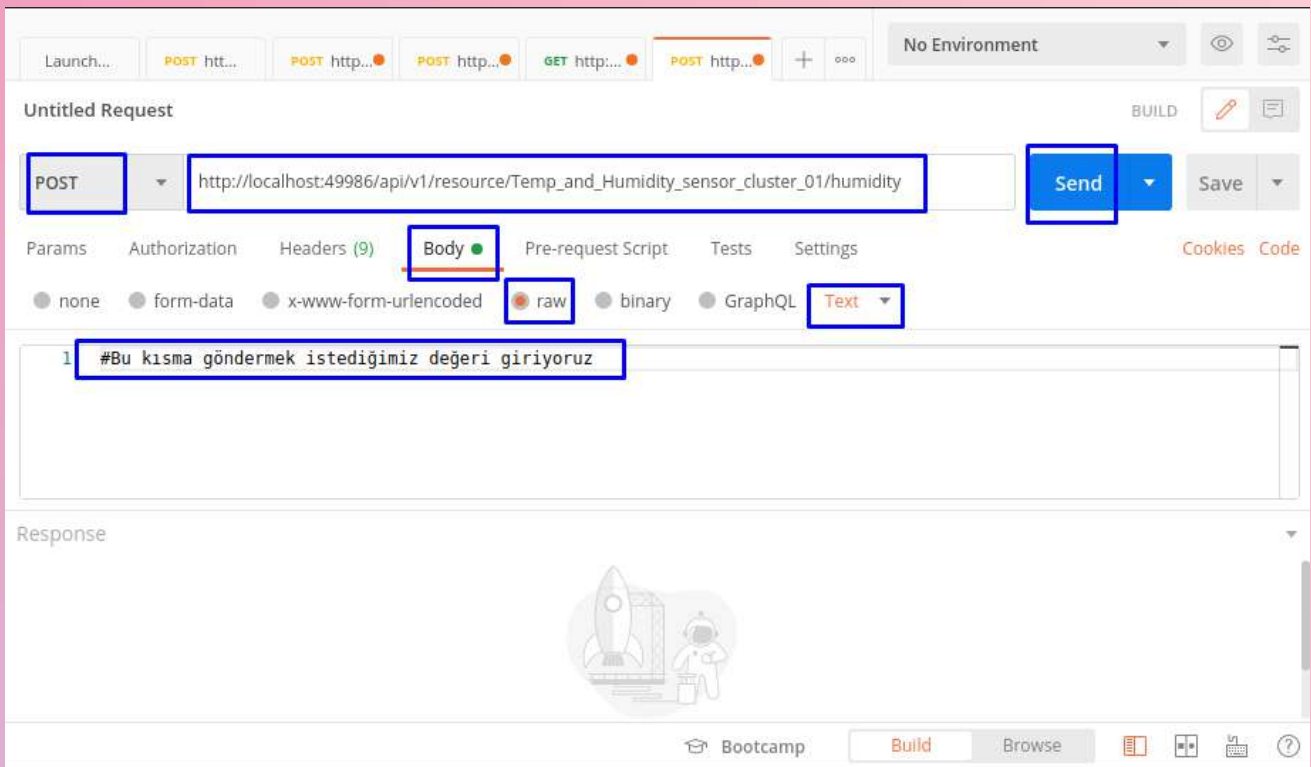 Launch...
POST htt...
POST http...
POST http...
GET http:...
POST http...
No Environment
Untitled Request
BUILD
POST
http://localhost:49986/api/v1/resource/Temp_and_Humidity_sensor_cluster_01/humidity
Send
Save
Params Authorization Headers (9) Body Pre-request Script Tests Settings Cookies Code
none form-data x-www-form-urlencoded raw binary GraphQL Text
1 #Bu kısma göndermek istediğimiz değeri giriyoruz
Response
Bootcamp Build Browse